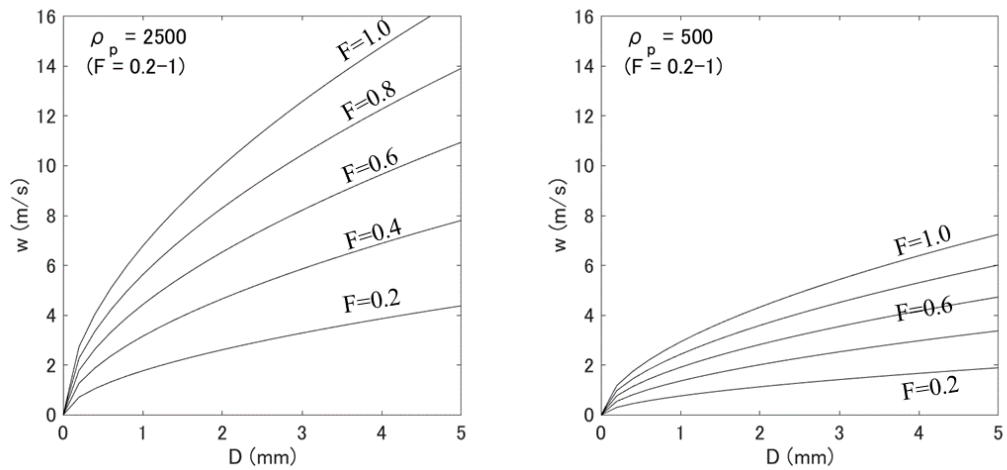 ρ p = 2500
(F = 0.2-1)
F=1.0
F=0.8
F=0.6
F=0.4
F=0.2
16
14
12
10
8
6
4
2
0
w (m/s)
0 1 2 3 4 5
D (mm)
ρ p = 500
(F = 0.2-1)
F=1.0
F=0.6
F=0.2
16
14
12
10
8
6
4
2
0
w (m/s)
0 1 2 3 4 5
D (mm)